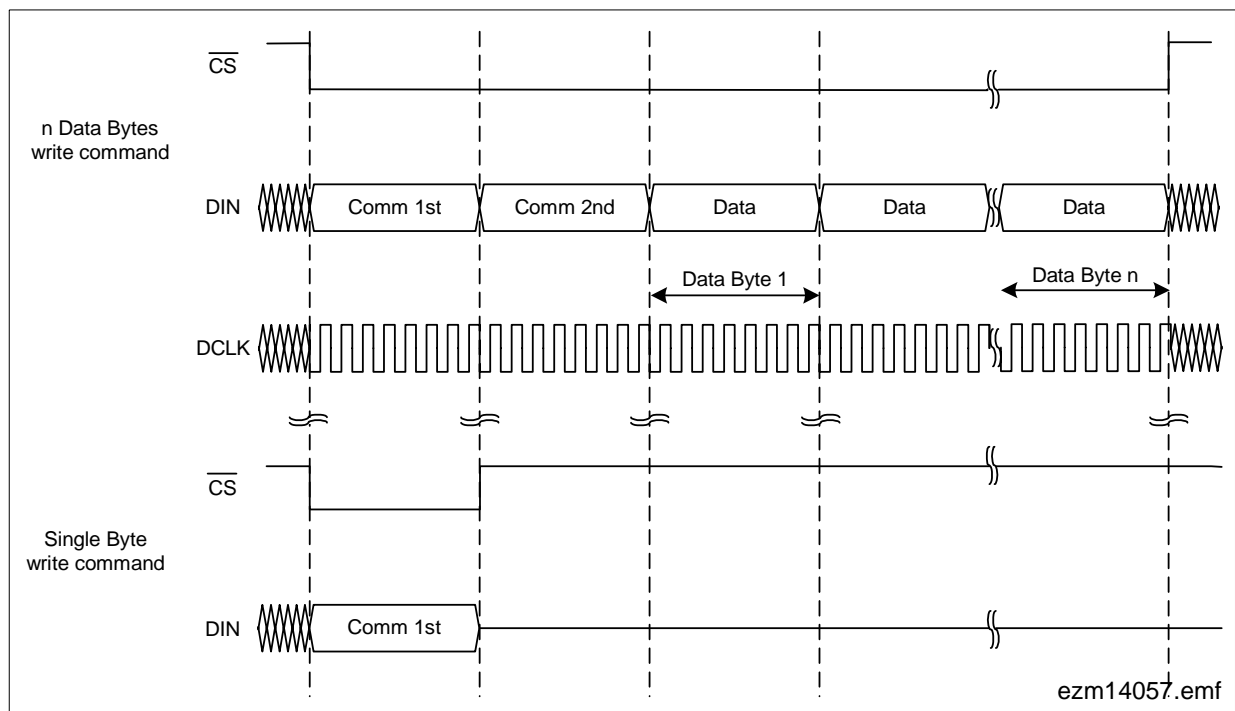 CS
n Data Bytes
write command
DIN
Comm 1st
Comm 2nd
Data
Data
Data
Data Byte 1
Data Byte n
DCLK
CS
Single Byte
write command
DIN
Comm 1st
ezm14057.emf